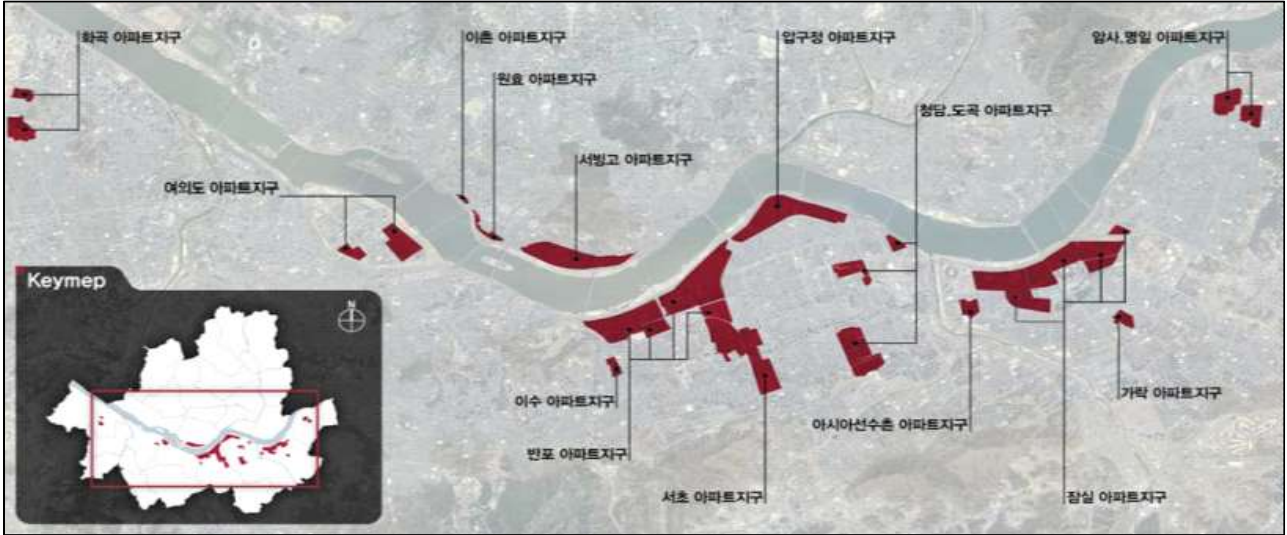 화곡 아파트지구
이촌 아파트지구
압구정 아파트지구
암사.명일 아파트지구
원효 아파트지구
청담.도곡 아파트지구
서빙고 아파트지구
여의도 아파트지구
Keymep
N
이수 아파트지구
가락 아파트지구
아시아선수촌 아파트지구
반포 아파트지구
서초 아파트지구
잠실 아파트지구